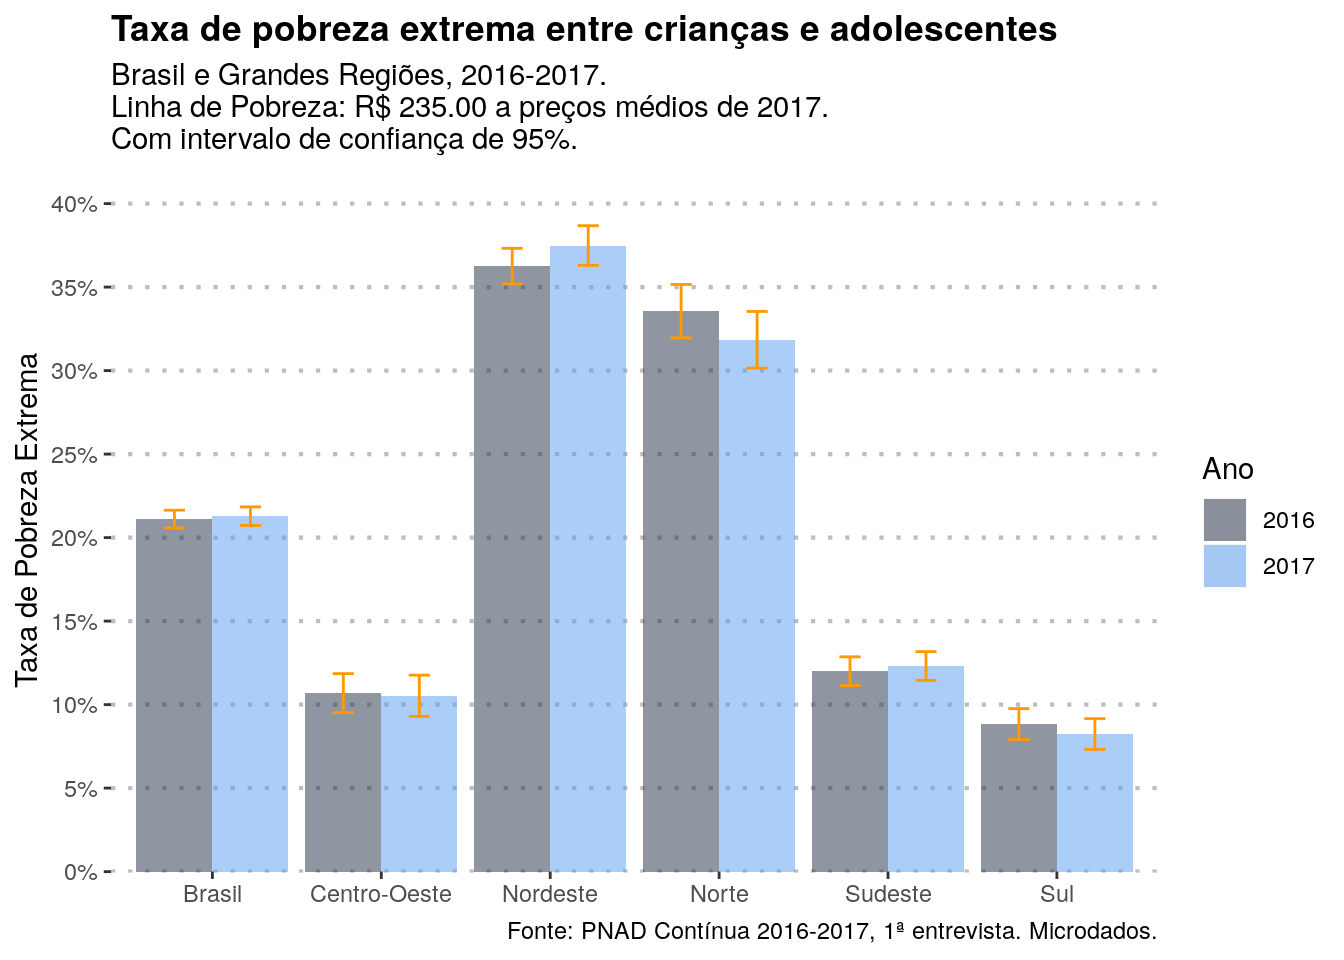 Taxa de pobreza extrema entre crianças e adolescentes
Brasil e Grandes Regiões, 2016-2017.
Linha de Pobreza: R$ 235.00 a preços médios de 2017.
Com intervalo de confiança de 95%.
Taxa de Pobreza Extrema
40%
35%
30%
25%
20%
15%
10%
5%
0%
Brasil
Centro-Oeste
Nordeste
Norte
Sudeste
Sul
Ano
2016
2017
Fonte: PNAD Contínua 2016-2017, 1ª entrevista. Microdados.